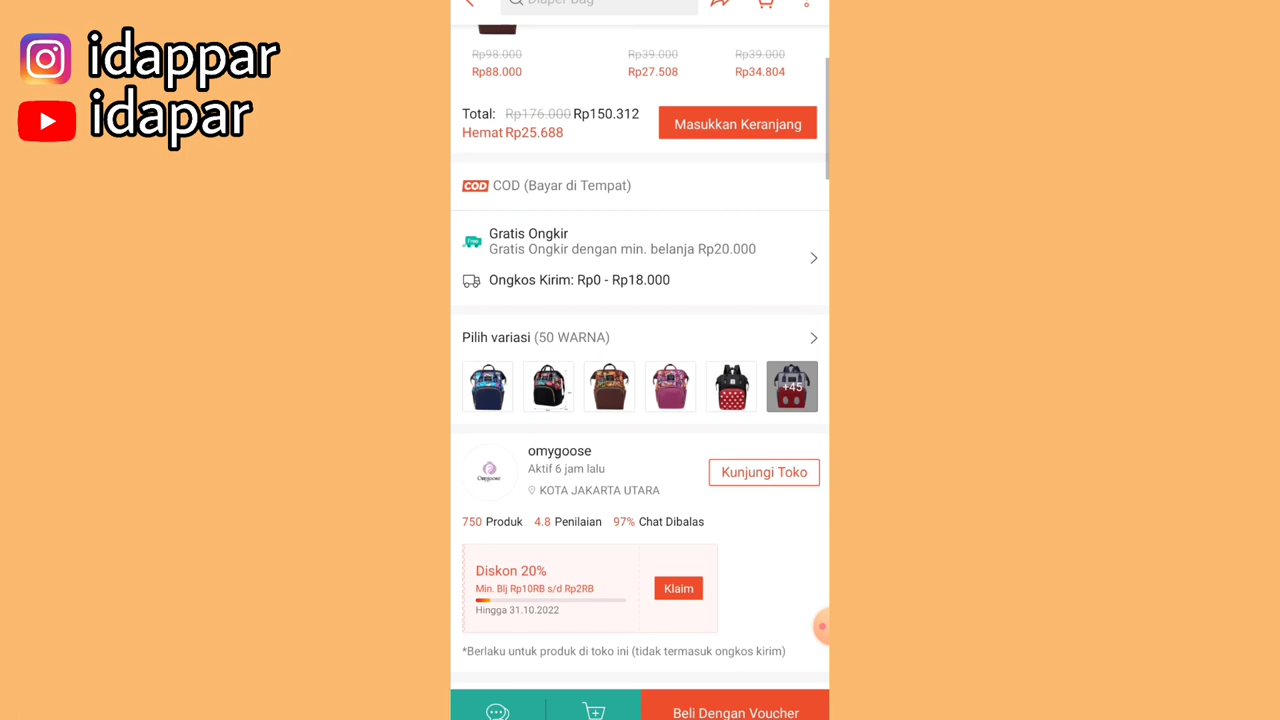 idappar
idapar
Diaper Bag
Rp98.000 Rp39.000 Rp39.000
Rp88.000 Rp27.508 Rp34.804
Total: Rp176.000 Rp150.312
Hemat Rp25.688
Masukkan Keranjang
COD COD (Bayar di Tempat)
Gratis Ongkir
Gratis Ongkir dengan min. belanja Rp20.000
Ongkos Kirim: Rp0 - Rp18.000
Pilih variasi (50 WARNA)
+45
omygoose
Aktif 6 jam lalu
KOTA JAKARTA UTARA
Kunjungi Toko
750 Produk 4.8 Penilaian 97% Chat Dibalas
Diskon 20%
Min. Blj Rp10RB s/d Rp2RB
Hingga 31.10.2022
Klaim
*Berlaku untuk produk di toko ini (tidak termasuk ongkos kirim)
Beli Dengan Voucher